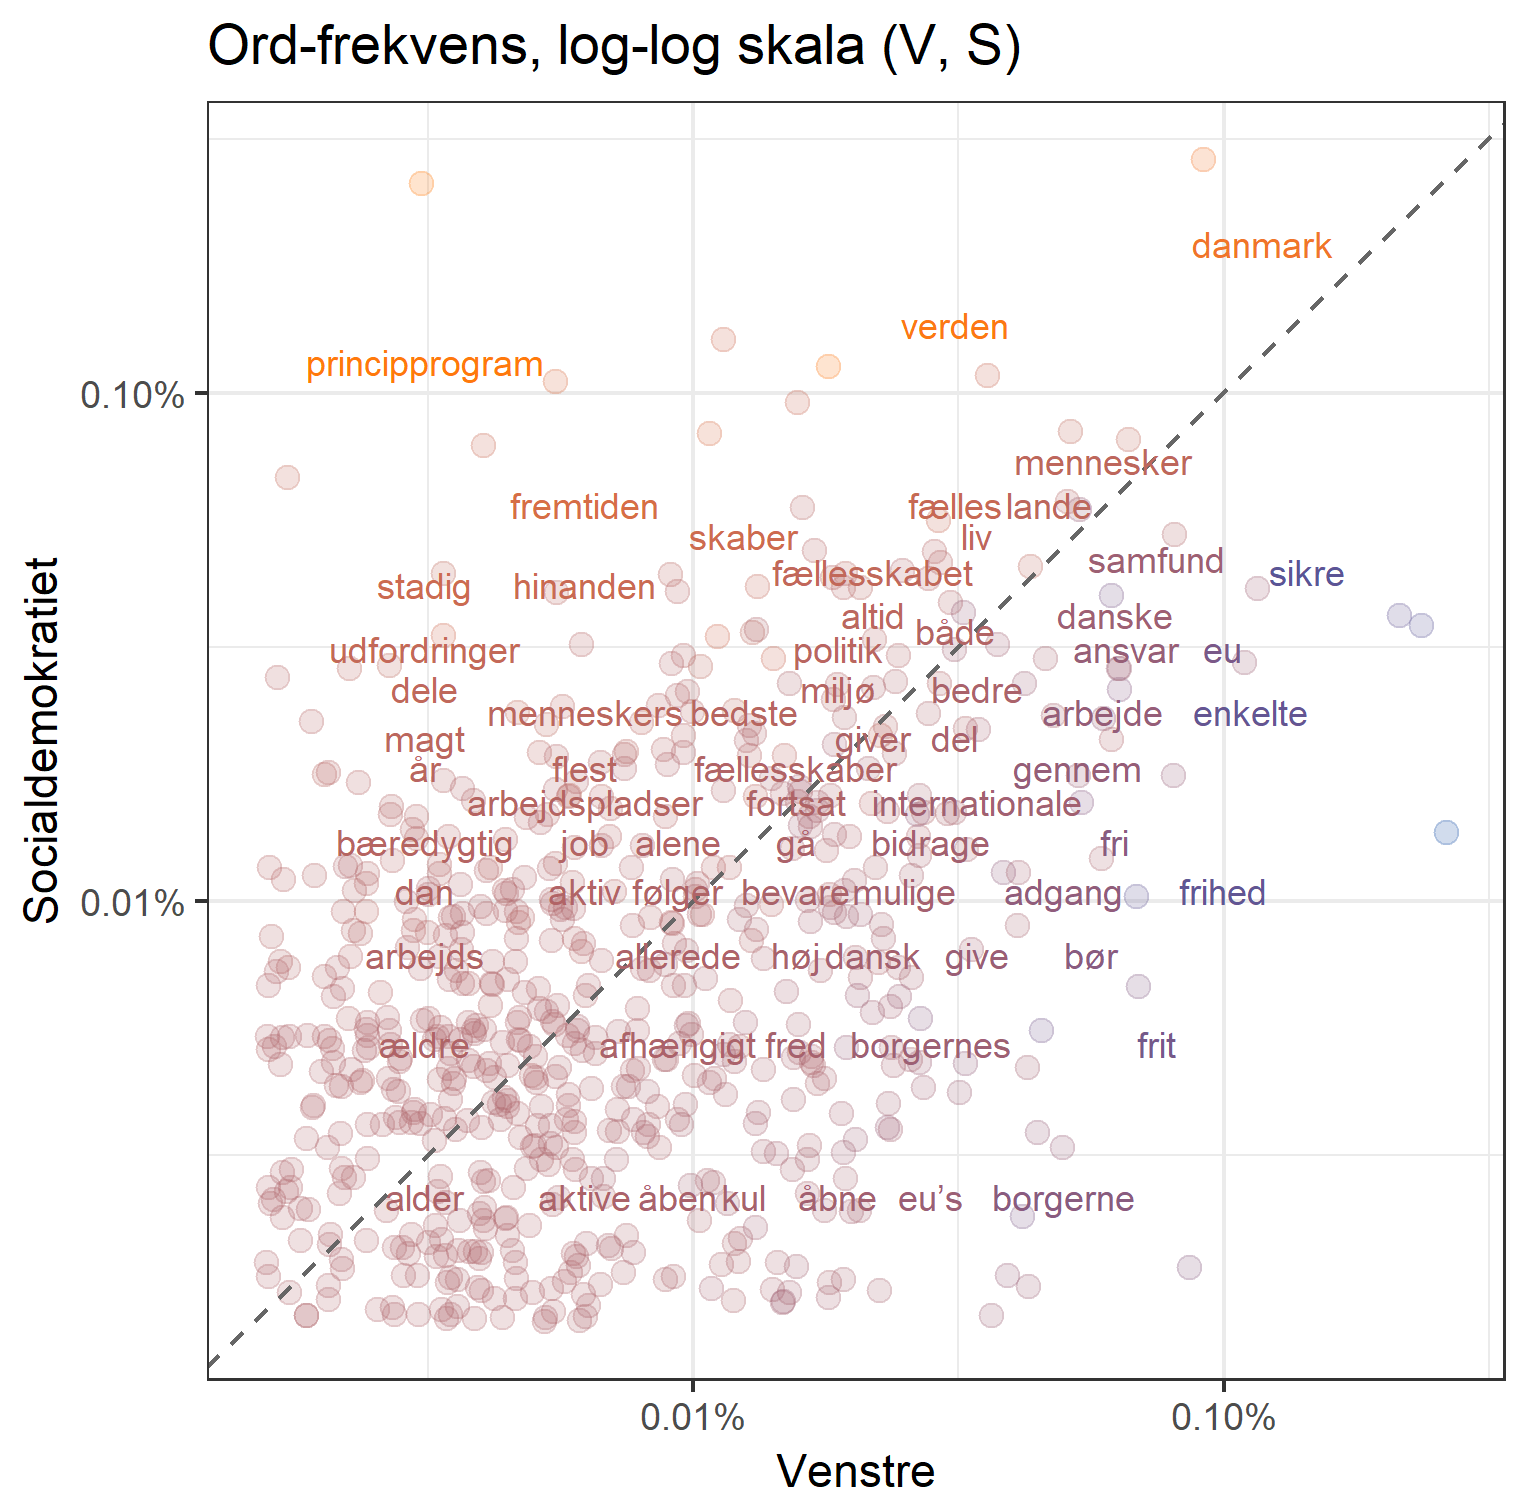 Ord-frekvens, log-log skala (V, S)
danmark
verden
principprogram
0.10%
mennesker
fremtiden
fælles lande
skaber
liv
samfund
stadig hinanden fællesskabet sikre
altid danske
både
udfordringer politik ansvar eu
dele miljø bedre
menneskers bedste arbejde enkelte
magt giver del
år flest fællesskaber gennem
arbejdspladser fortsat internationale
bæredygtig job alene gå bidrage fri
0.01%
dan aktiv følger bevare mulige adgang frihed
arbejds allerede høj dansk give bør
ældre afhængigt fred borgernes frit
alder aktive åben kul åbne eu’s borgerne
Socialdemokratiet
0.01% 0.10%
Venstre